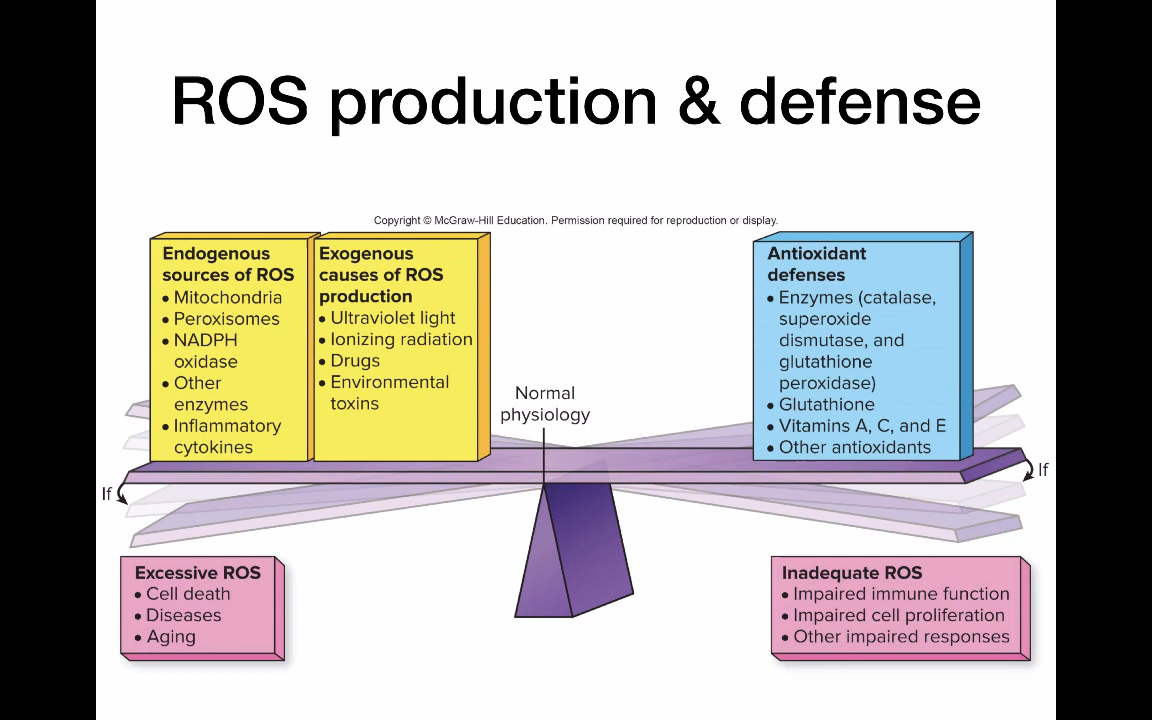 ROS production & defense
Copyright © McGraw-Hill Education. Permission required for reproduction or display.
Endogenous
sources of ROS
• Mitochondria
• Peroxisomes
• NADPH
oxidase
• Other
enzymes
• Inflammatory
cytokines
Exogenous
causes of ROS
production
• Ultraviolet light
• Ionizing radiation
• Drugs
• Environmental
toxins
Normal
physiology
Antioxidant
defenses
• Enzymes (catalase,
superoxide
dismutase, and
glutathione
peroxidase)
• Glutathione
• Vitamins A, C, and E
• Other antioxidants
If
If
Excessive ROS
• Cell death
• Diseases
• Aging
Inadequate ROS
• Impaired immune function
• Impaired cell proliferation
• Other impaired responses